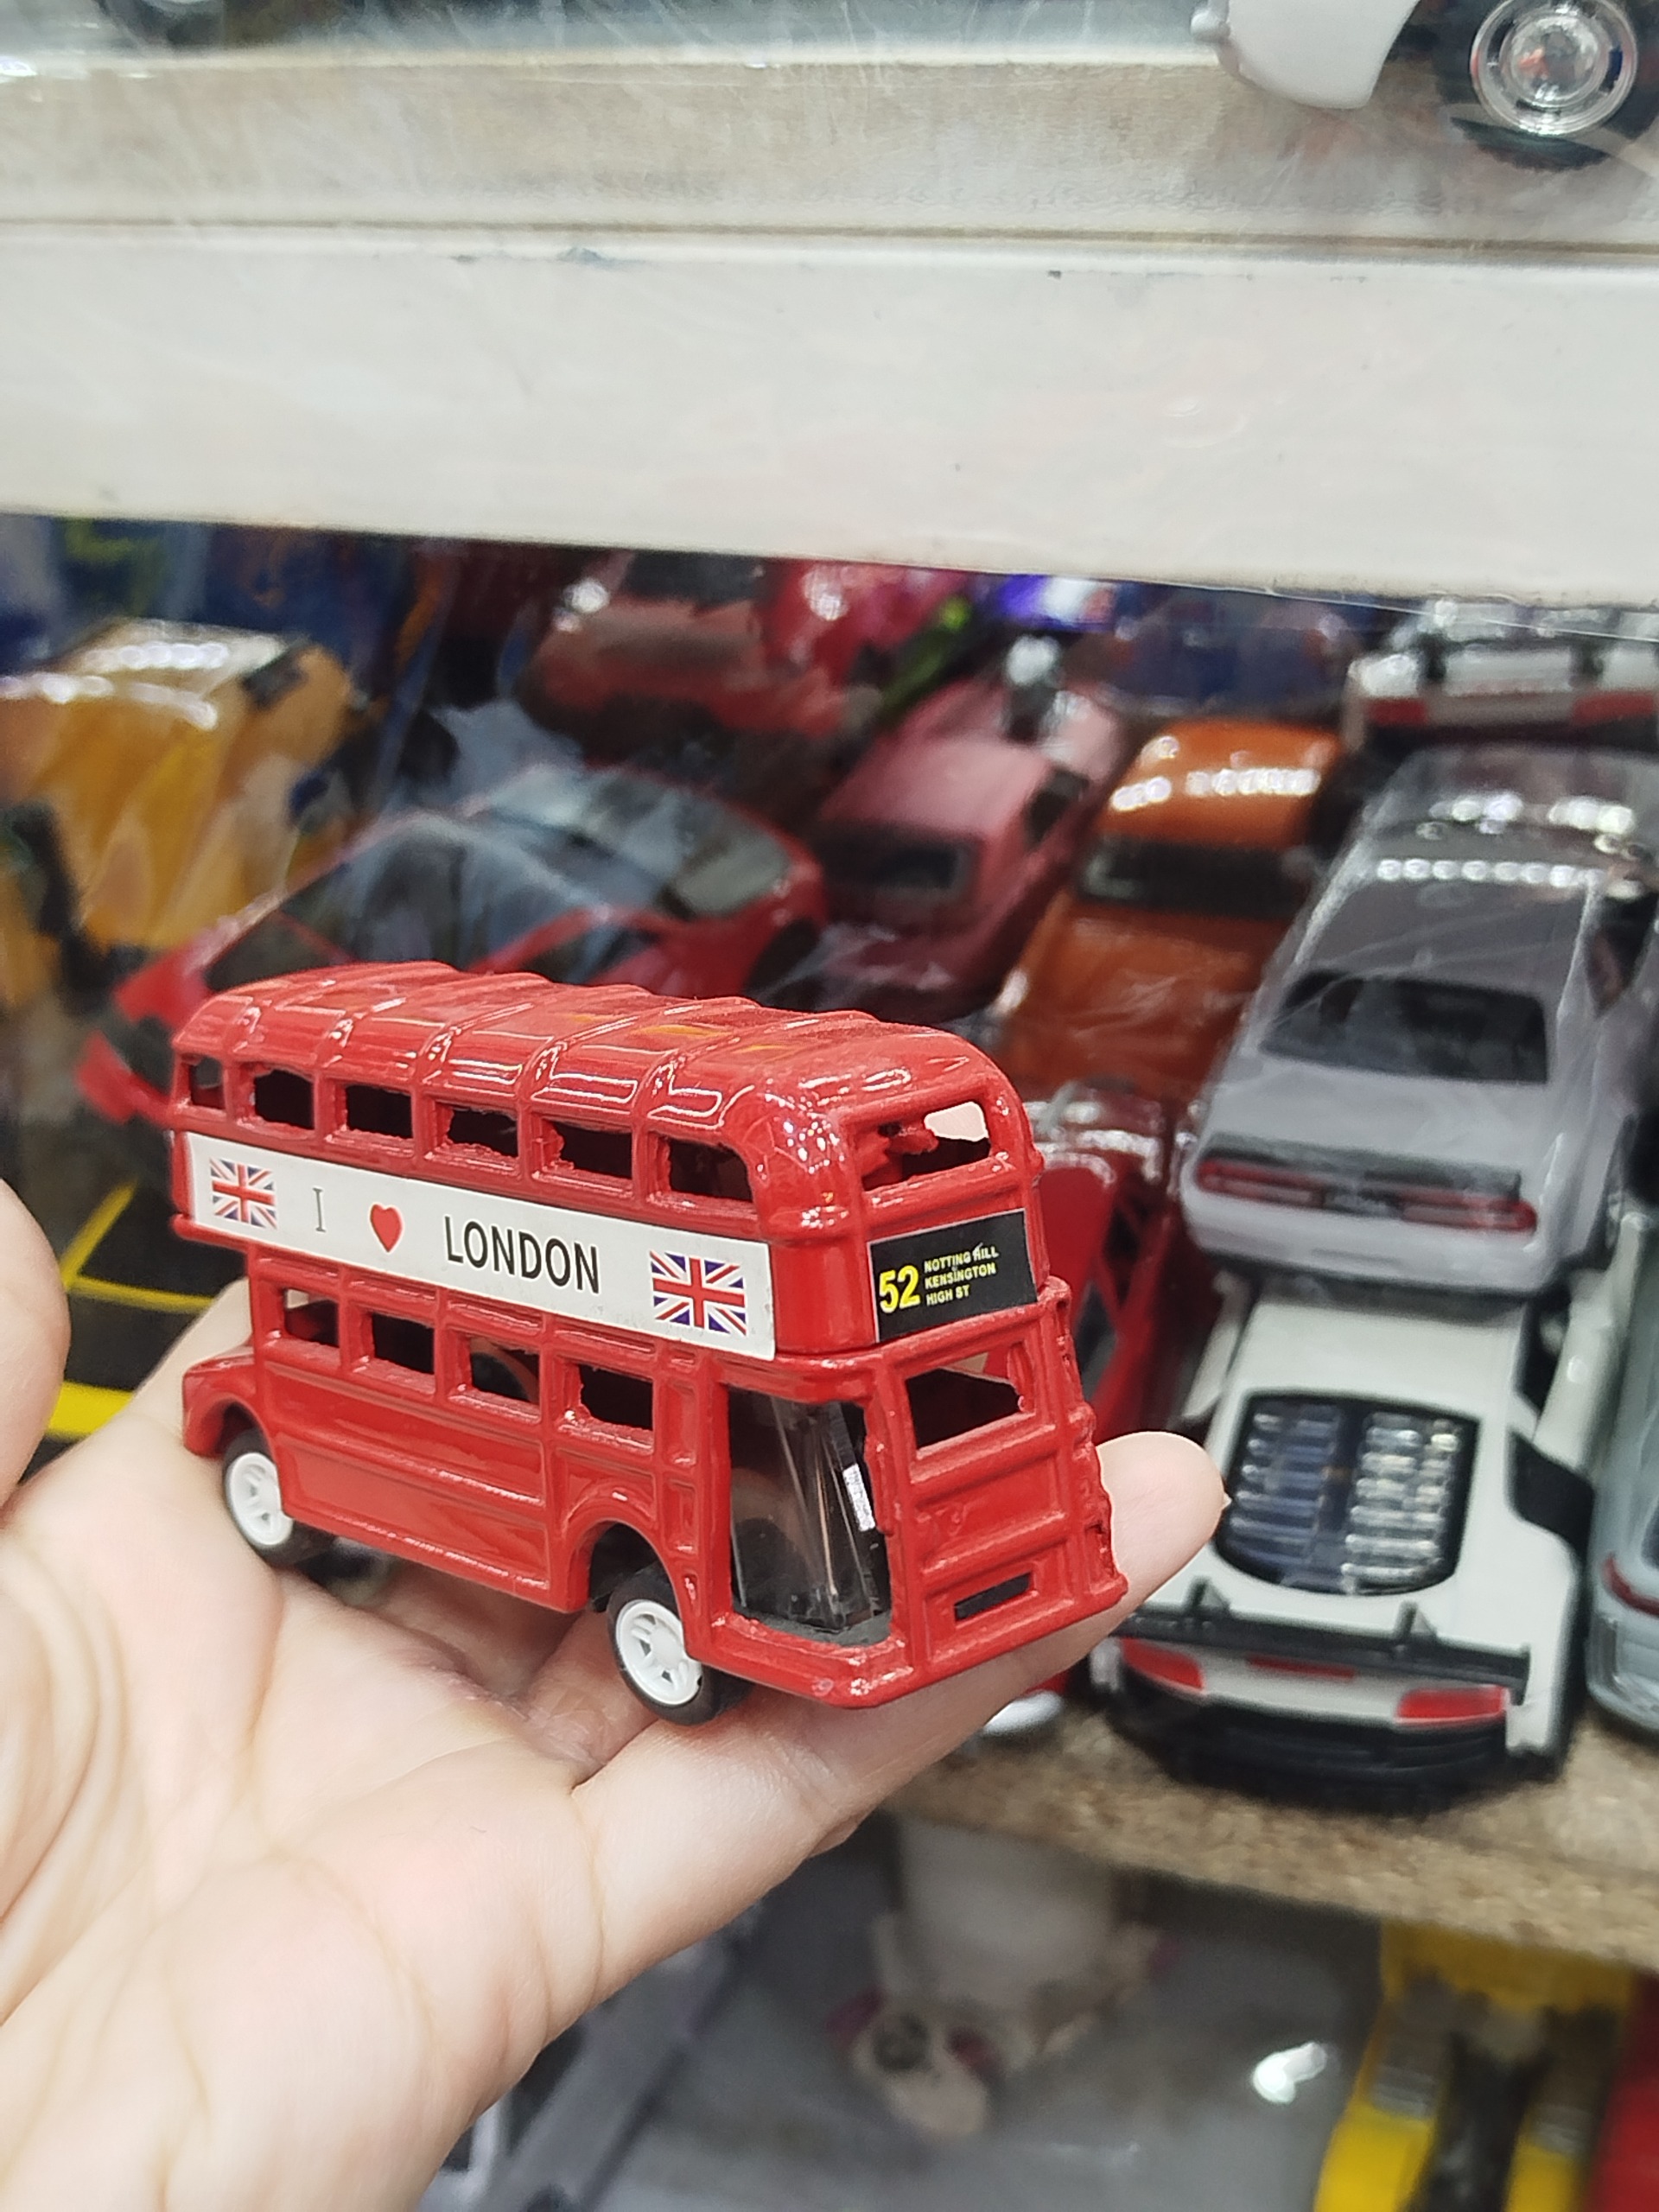 I ♥ LONDON
52
NOTTING HILL
KENSINGTON
HIGH ST